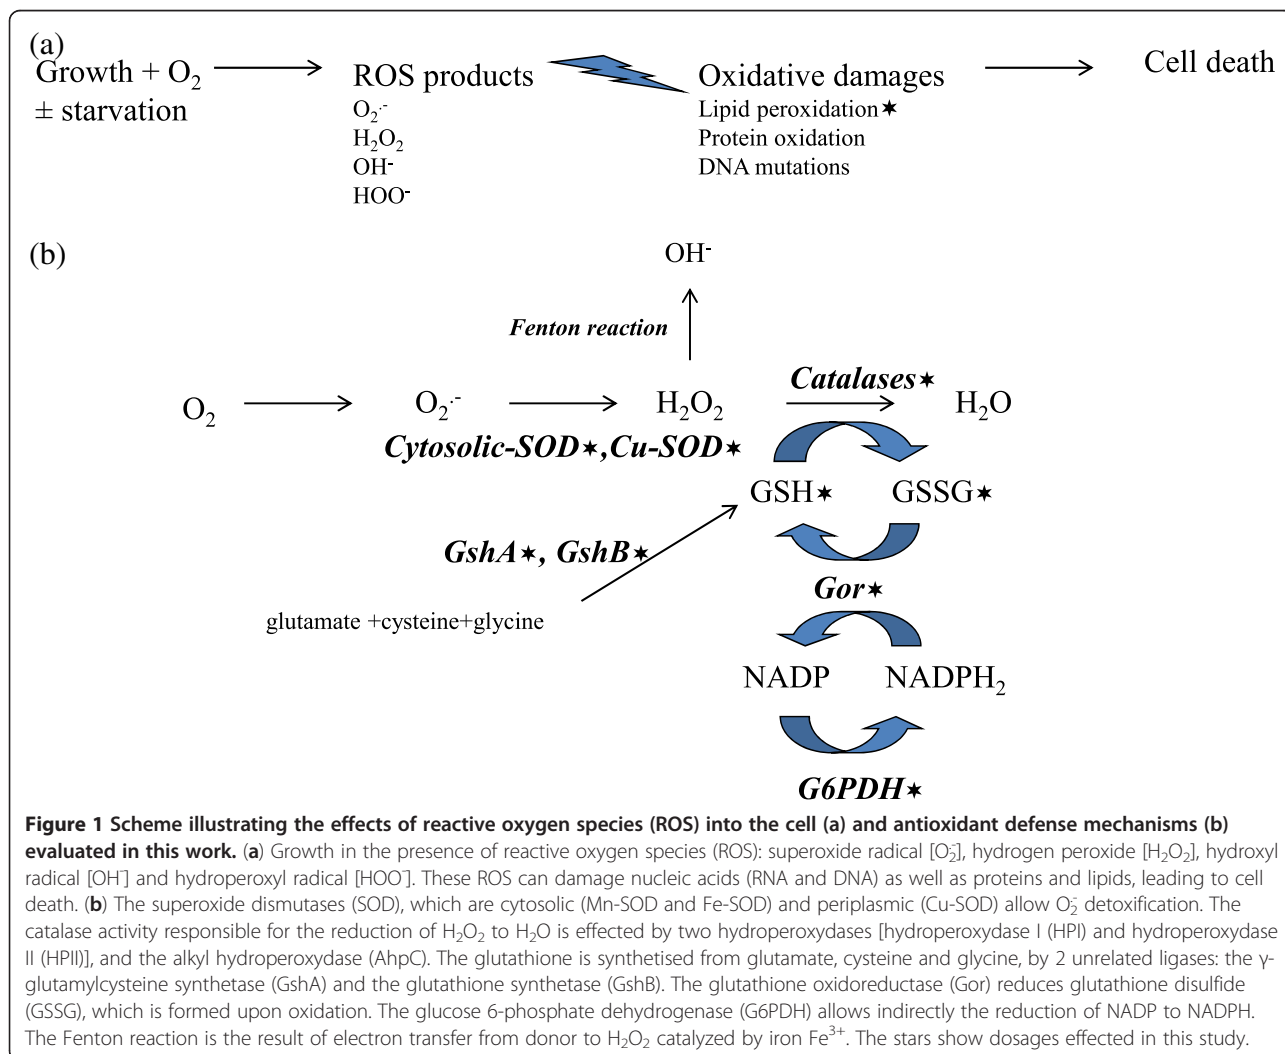 (a)
Growth + O₂
± starvation
ROS products
O₂·⁻
H₂O₂
OH⁻
HOO⁻
Oxidative damages
Lipid peroxidation★
Protein oxidation
DNA mutations
Cell death
(b)
OH⁻
Fenton reaction
O₂
O₂·⁻
H₂O₂
Catalases★
H₂O
Cytosolic-SOD★,Cu-SOD★
GSH★
GSSG★
GshA★, GshB★
Gor★
glutamate +cysteine+glycine
NADP
NADPH₂
G6PDH★
Figure 1 Scheme illustrating the effects of reactive oxygen species (ROS) into the cell (a) and antioxidant defense mechanisms (b)
evaluated in this work. (a) Growth in the presence of reactive oxygen species (ROS): superoxide radical [O₂⁻], hydrogen peroxide [H₂O₂], hydroxyl
radical [OH⁻] and hydroperoxyl radical [HOO⁻]. These ROS can damage nucleic acids (RNA and DNA) as well as proteins and lipids, leading to cell
death. (b) The superoxide dismutases (SOD), which are cytosolic (Mn-SOD and Fe-SOD) and periplasmic (Cu-SOD) allow O₂⁻ detoxification. The
catalase activity responsible for the reduction of H₂O₂ to H₂O is effected by two hydroperoxydases [hydroperoxydase I (HPI) and hydroperoxydase
II (HPII)], and the alkyl hydroperoxydase (AhpC). The glutathione is synthetised from glutamate, cysteine and glycine, by 2 unrelated ligases: the γ-
glutamylcysteine synthetase (GshA) and the glutathione synthetase (GshB). The glutathione oxidoreductase (Gor) reduces glutathione disulfide
(GSSG), which is formed upon oxidation. The glucose 6-phosphate dehydrogenase (G6PDH) allows indirectly the reduction of NADP to NADPH.
The Fenton reaction is the result of electron transfer from donor to H₂O₂ catalyzed by iron Fe³⁺. The stars show dosages effected in this study.